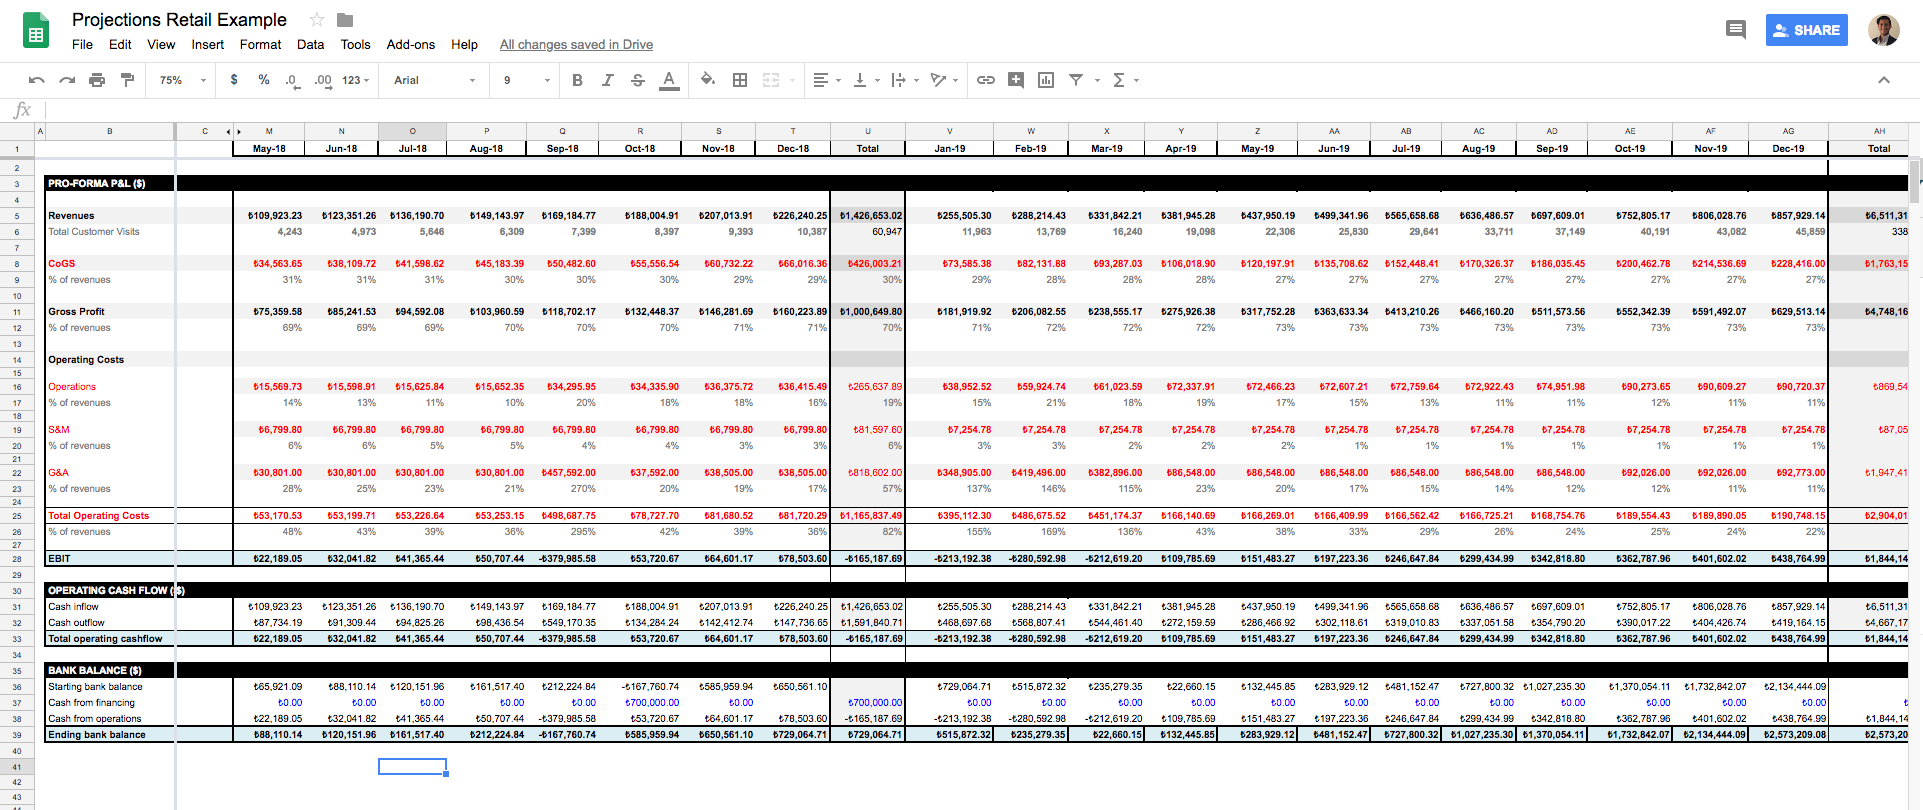 Projections Retail Example
File Edit View Insert Format Data Tools Add-ons Help All changes saved in Drive
SHARE
75% $ % .0 .00 123 Arial 9 B I S A Σ
fx
A B C M N O P Q R S T U V W X Y Z AA AB AC AD AE AF AG AH
1 May-18 Jun-18 Jul-18 Aug-18 Sep-18 Oct-18 Nov-18 Dec-18 Total Jan-19 Feb-19 Mar-19 Apr-19 May-19 Jun-19 Jul-19 Aug-19 Sep-19 Oct-19 Nov-19 Dec-19 Total
2
3 PRO-FORMA P&L ($)
4
5 Revenues ₺109,923.23 ₺123,351.26 ₺136,190.70 ₺149,143.97 ₺169,184.77 ₺188,004.91 ₺207,013.91 ₺226,240.25 ₺1,426,653.02 ₺255,505.30 ₺288,214.43 ₺331,842.21 ₺381,945.28 ₺437,950.19 ₺499,341.96 ₺565,658.68 ₺636,486.57 ₺697,609.01 ₺752,805.17 ₺806,028.76 ₺857,929.14 ₺6,511,31
6 Total Customer Visits 4,243 4,973 5,646 6,309 7,399 8,397 9,393 10,387 60,947 11,963 13,769 16,240 19,098 22,306 25,830 29,641 33,711 37,149 40,191 43,082 45,859 338
7
8 CoGS ₺34,563.65 ₺38,109.72 ₺41,598.62 ₺45,183.39 ₺50,482.60 ₺55,556.54 ₺60,732.22 ₺66,016.36 ₺426,003.21 ₺73,585.38 ₺82,131.88 ₺93,287.03 ₺106,018.90 ₺120,197.91 ₺135,708.62 ₺152,448.41 ₺170,326.37 ₺186,035.45 ₺200,462.78 ₺214,536.69 ₺228,416.00 ₺1,763,15
9 % of revenues 31% 31% 31% 30% 30% 30% 29% 29% 30% 29% 28% 28% 28% 27% 27% 27% 27% 27% 27% 27% 27%
10
11 Gross Profit ₺75,359.58 ₺85,241.53 ₺94,592.08 ₺103,960.59 ₺118,702.17 ₺132,448.37 ₺146,281.69 ₺160,223.89 ₺1,000,649.80 ₺181,919.92 ₺206,082.55 ₺238,555.17 ₺275,926.38 ₺317,752.28 ₺363,633.34 ₺413,210.26 ₺466,160.20 ₺511,573.56 ₺552,342.39 ₺591,492.07 ₺629,513.14 ₺4,748,16
12 % of revenues 69% 69% 69% 70% 70% 70% 71% 71% 70% 71% 72% 72% 72% 73% 73% 73% 73% 73% 73% 73% 73%
13
14 Operating Costs
15
16 Operations ₺15,569.73 ₺15,598.91 ₺15,625.84 ₺15,652.35 ₺34,295.95 ₺34,335.90 ₺36,375.72 ₺36,415.49 ₺265,637.89 ₺38,952.52 ₺59,924.74 ₺61,023.59 ₺72,337.91 ₺72,466.23 ₺72,607.21 ₺72,759.64 ₺72,922.43 ₺74,951.98 ₺90,273.65 ₺90,609.27 ₺90,720.37 ₺869,54
17 % of revenues 14% 13% 11% 10% 20% 18% 18% 16% 19% 15% 21% 18% 19% 17% 15% 13% 11% 11% 12% 11% 11%
18
19 S&M ₺6,799.80 ₺6,799.80 ₺6,799.80 ₺6,799.80 ₺6,799.80 ₺6,799.80 ₺6,799.80 ₺6,799.80 ₺81,597.60 ₺7,254.78 ₺7,254.78 ₺7,254.78 ₺7,254.78 ₺7,254.78 ₺7,254.78 ₺7,254.78 ₺7,254.78 ₺7,254.78 ₺7,254.78 ₺7,254.78 ₺7,254.78 ₺87,05
20 % of revenues 6% 6% 5% 5% 4% 4% 3% 3% 6% 3% 3% 2% 2% 2% 1% 1% 1% 1% 1% 1% 1%
21
22 G&A ₺30,801.00 ₺30,801.00 ₺30,801.00 ₺30,801.00 ₺457,592.00 ₺37,592.00 ₺38,505.00 ₺38,505.00 ₺818,602.00 ₺348,905.00 ₺419,496.00 ₺382,896.00 ₺86,548.00 ₺86,548.00 ₺86,548.00 ₺86,548.00 ₺86,548.00 ₺86,548.00 ₺92,026.00 ₺92,026.00 ₺92,773.00 ₺1,947,41
23 % of revenues 28% 25% 23% 21% 270% 20% 19% 17% 57% 137% 146% 115% 23% 20% 17% 15% 14% 12% 12% 11% 11%
24
25 Total Operating Costs ₺53,170.53 ₺53,199.71 ₺53,226.64 ₺53,253.15 ₺498,687.75 ₺78,727.70 ₺81,680.52 ₺81,720.29 ₺1,165,837.49 ₺395,112.30 ₺486,675.52 ₺451,174.37 ₺166,140.69 ₺166,269.01 ₺166,409.99 ₺166,562.42 ₺166,725.21 ₺168,754.76 ₺189,554.43 ₺189,890.05 ₺190,748.15 ₺2,904,01
26 % of revenues 48% 43% 39% 36% 295% 42% 39% 36% 82% 155% 169% 136% 43% 38% 33% 29% 26% 24% 25% 24% 22%
27
28 EBIT ₺22,189.05 ₺32,041.82 ₺41,365.44 ₺50,707.44 -₺379,985.58 ₺53,720.67 ₺64,601.17 ₺78,503.60 -₺165,187.69 -₺213,192.38 -₺280,592.98 -₺212,619.20 ₺109,785.69 ₺151,483.27 ₺197,223.36 ₺246,647.84 ₺299,434.99 ₺342,818.80 ₺362,787.96 ₺401,602.02 ₺438,764.99 ₺1,844,14
29
30 OPERATING CASH FLOW ($)
31 Cash inflow ₺109,923.23 ₺123,351.26 ₺136,190.70 ₺149,143.97 ₺169,184.77 ₺188,004.91 ₺207,013.91 ₺226,240.25 ₺1,426,653.02 ₺255,505.30 ₺288,214.43 ₺331,842.21 ₺381,945.28 ₺437,950.19 ₺499,341.96 ₺565,658.68 ₺636,486.57 ₺697,609.01 ₺752,805.17 ₺806,028.76 ₺857,929.14 ₺6,511,31
32 Cash outflow ₺87,734.19 ₺91,309.44 ₺94,825.26 ₺98,436.54 ₺549,170.35 ₺134,284.24 ₺142,412.74 ₺147,736.65 ₺1,591,840.71 ₺468,697.68 ₺568,807.41 ₺544,461.40 ₺272,159.59 ₺286,466.92 ₺302,118.61 ₺319,010.83 ₺337,051.58 ₺354,790.20 ₺390,017.22 ₺404,426.74 ₺419,164.15 ₺4,667,17
33 Total operating cashflow ₺22,189.05 ₺32,041.82 ₺41,365.44 ₺50,707.44 -₺379,985.58 ₺53,720.67 ₺64,601.17 ₺78,503.60 -₺165,187.69 -₺213,192.38 -₺280,592.98 -₺212,619.20 ₺109,785.69 ₺151,483.27 ₺197,223.36 ₺246,647.84 ₺299,434.99 ₺342,818.80 ₺362,787.96 ₺401,602.02 ₺438,764.99 ₺1,844,14
34
35 BANK BALANCE ($)
36 Starting bank balance ₺65,921.09 ₺88,110.14 ₺120,151.96 ₺161,517.40 ₺212,224.84 -₺167,760.74 ₺585,959.94 ₺650,561.10 ₺729,064.71 ₺515,872.32 ₺235,279.35 ₺22,660.15 ₺132,445.85 ₺283,929.12 ₺481,152.47 ₺727,800.32 ₺1,027,235.30 ₺1,370,054.11 ₺1,732,842.07 ₺2,134,444.09
37 Cash from financing ₺0.00 ₺0.00 ₺0.00 ₺0.00 ₺0.00 ₺700,000.00 ₺0.00 ₺700,000.00 ₺0.00 ₺0.00 ₺0.00 ₺0.00 ₺0.00 ₺0.00 ₺0.00 ₺0.00 ₺0.00 ₺0.00 ₺0.00 ₺0.00 ₺
38 Cash from operations ₺22,189.05 ₺32,041.82 ₺41,365.44 ₺50,707.44 -₺379,985.58 ₺53,720.67 ₺64,601.17 ₺78,503.60 -₺165,187.69 -₺213,192.38 -₺280,592.98 -₺212,619.20 ₺109,785.69 ₺151,483.27 ₺197,223.36 ₺246,647.84 ₺299,434.99 ₺342,818.80 ₺362,787.96 ₺401,602.02 ₺438,764.99 ₺1,844,14
39 Ending bank balance ₺88,110.14 ₺120,151.96 ₺161,517.40 ₺212,224.84 -₺167,760.74 ₺585,959.94 ₺650,561.10 ₺729,064.71 ₺729,064.71 ₺515,872.32 ₺235,279.35 ₺22,660.15 ₺132,445.85 ₺283,929.12 ₺481,152.47 ₺727,800.32 ₺1,027,235.30 ₺1,370,054.11 ₺1,732,842.07 ₺2,134,444.09 ₺2,573,209.08 ₺2,573,20
40
41
42
43